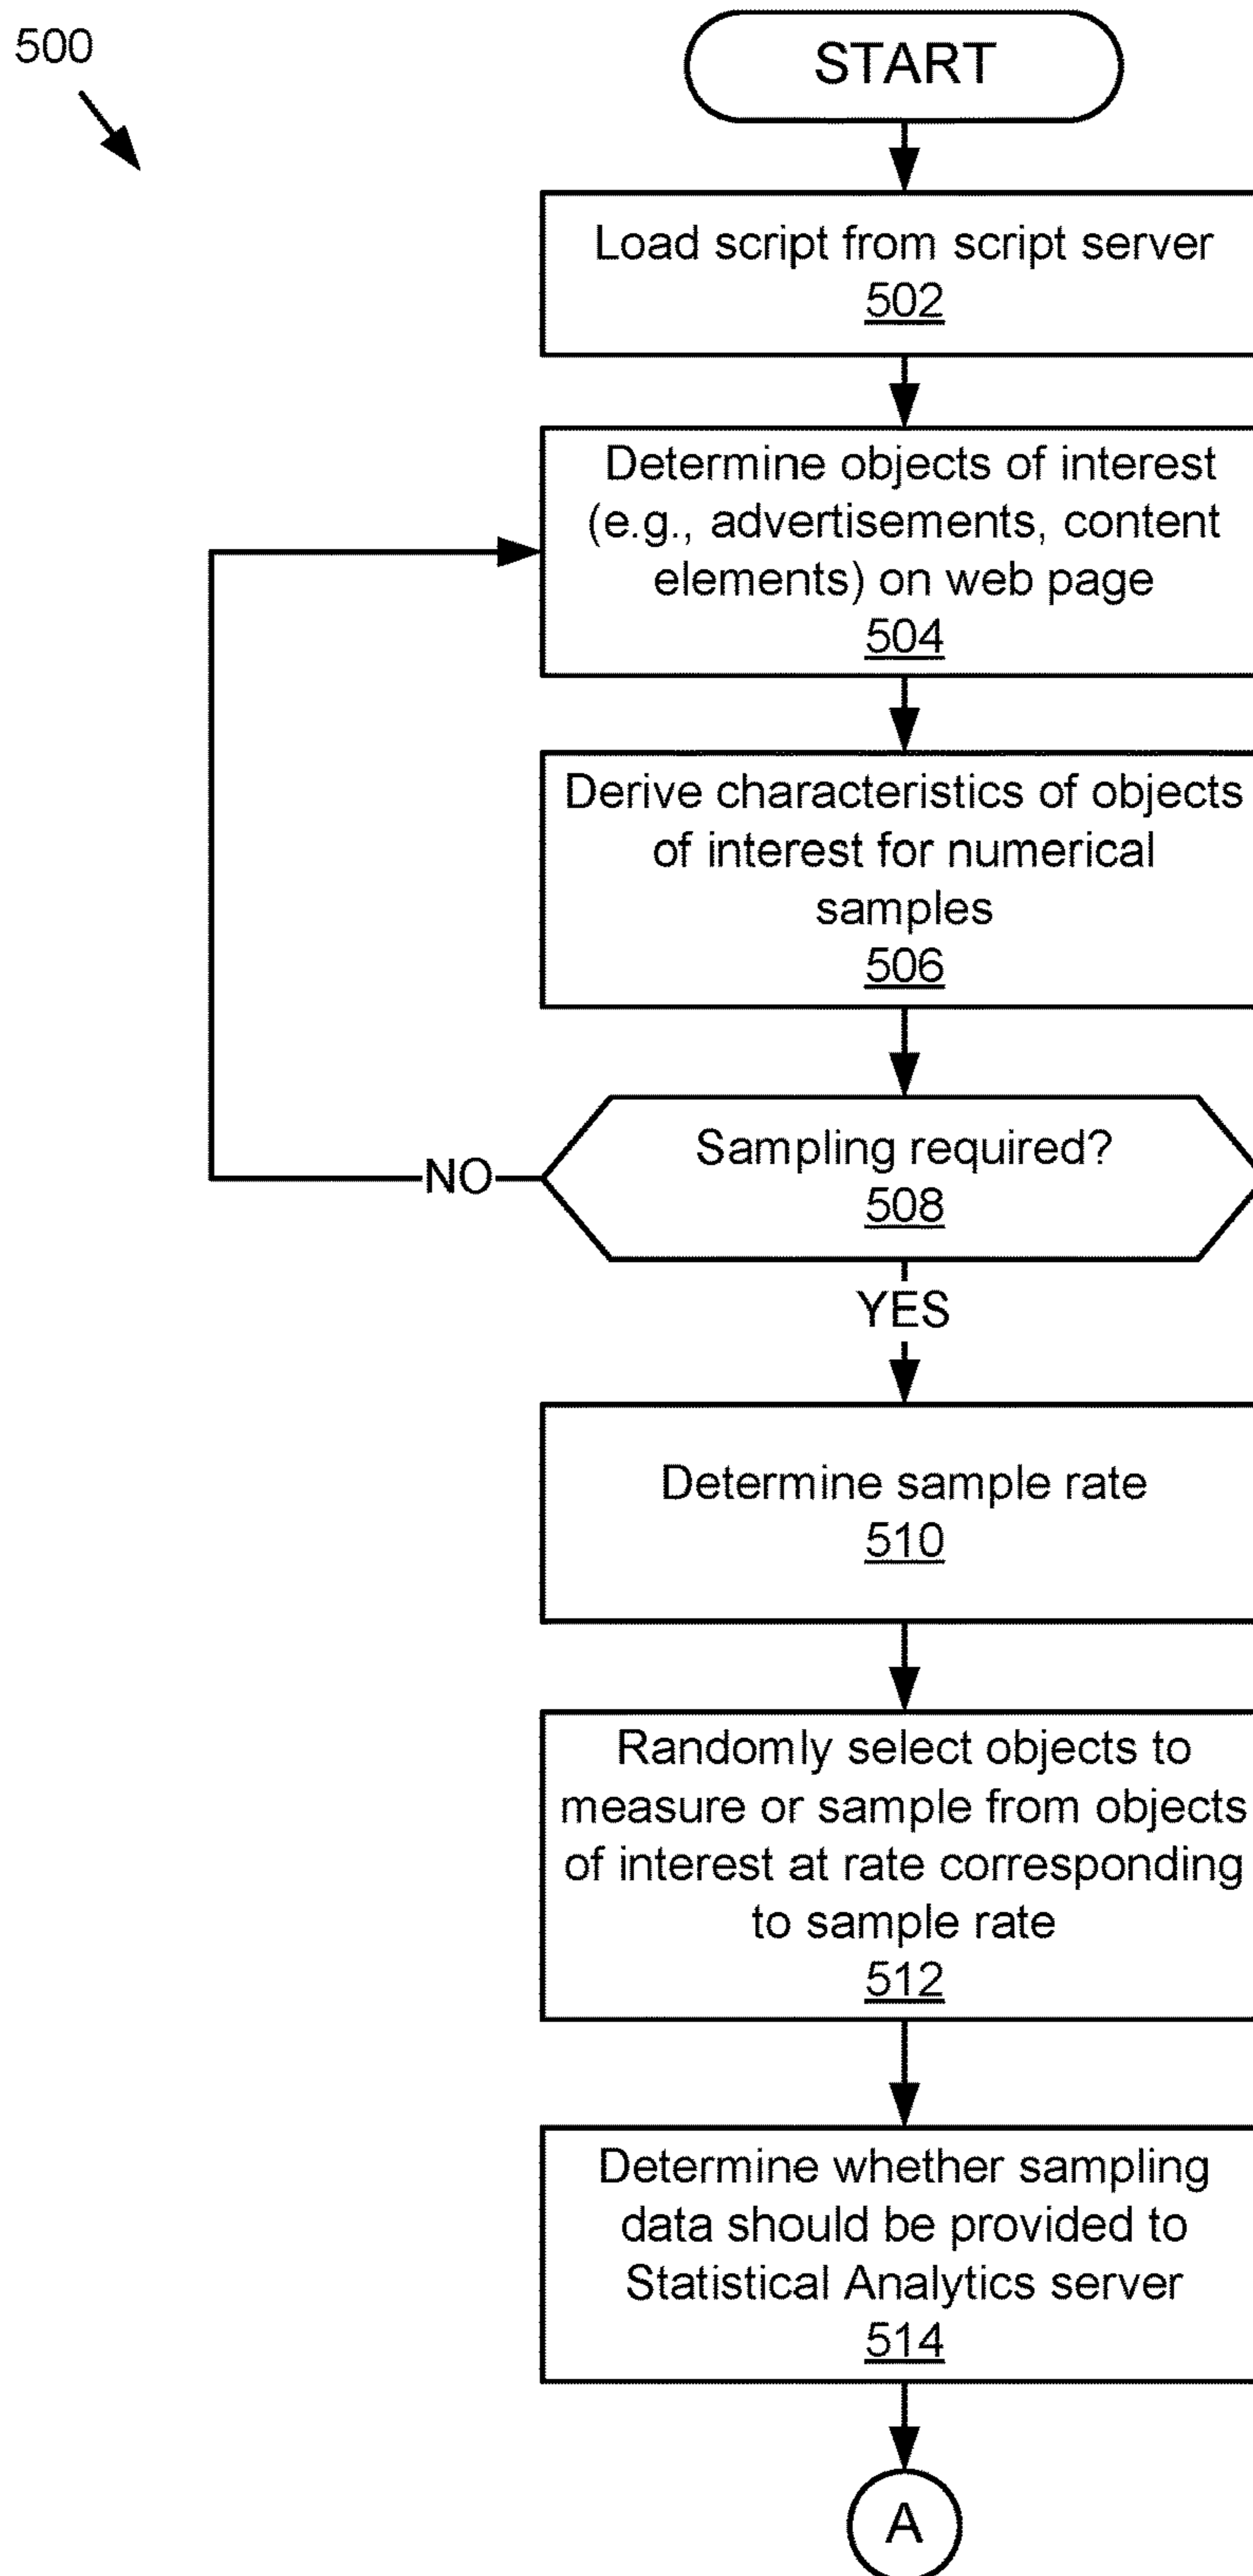 500
START
Load script from script server
502
Determine objects of interest
(e.g., advertisements, content
elements) on web page
504
Derive characteristics of objects
of interest for numerical
samples
506
Sampling required?
508
NO
YES
Determine sample rate
510
Randomly select objects to
measure or sample from objects
of interest at rate corresponding
to sample rate
512
Determine whether sampling
data should be provided to
Statistical Analytics server
514
A